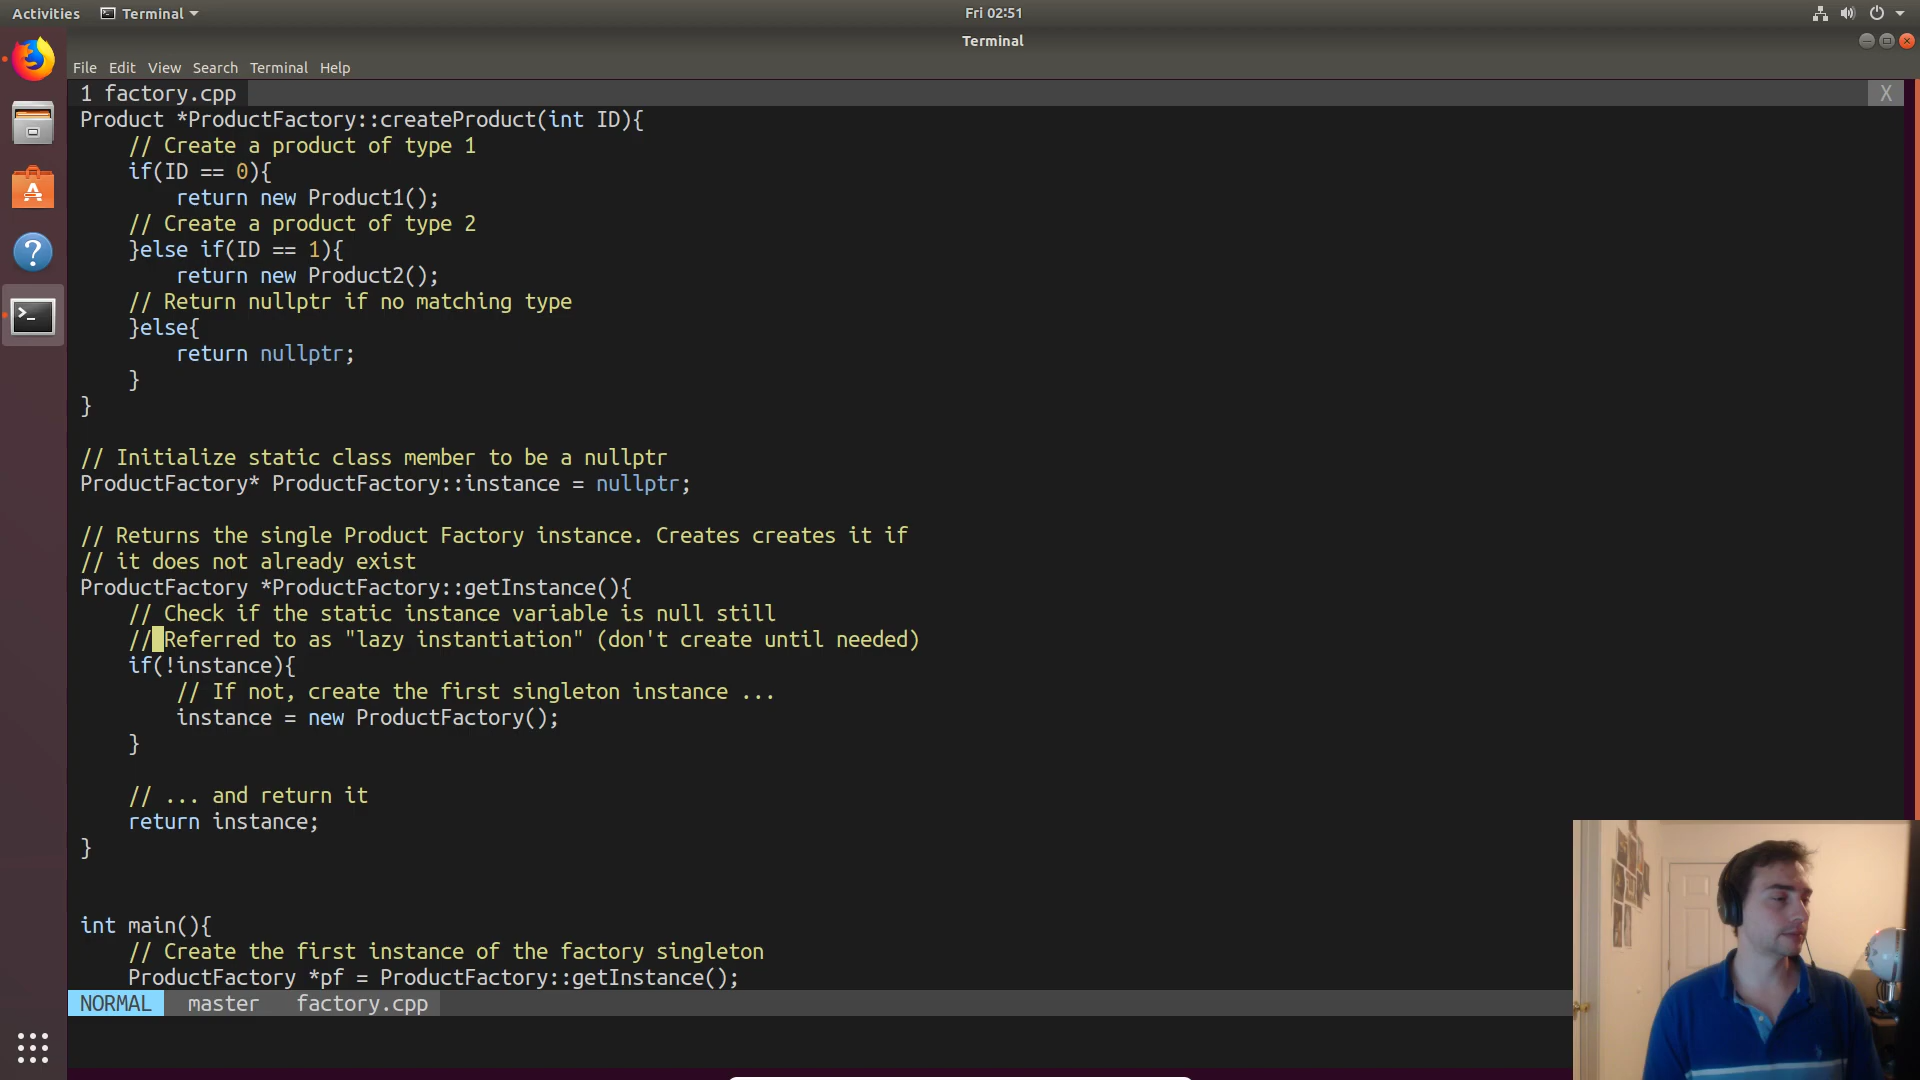 Activities Terminal Fri 02:51
Terminal
File Edit View Search Terminal Help
1 factory.cpp X
Product *ProductFactory::createProduct(int ID){
    // Create a product of type 1
    if(ID == 0){
        return new Product1();
    // Create a product of type 2
    }else if(ID == 1){
        return new Product2();
    // Return nullptr if no matching type
    }else{
        return nullptr;
    }
}
// Initialize static class member to be a nullptr
ProductFactory* ProductFactory::instance = nullptr;
// Returns the single Product Factory instance. Creates creates it if
// it does not already exist
ProductFactory *ProductFactory::getInstance(){
    // Check if the static instance variable is null still
    // Referred to as "lazy instantiation" (don't create until needed)
    if(!instance){
        // If not, create the first singleton instance ...
        instance = new ProductFactory();
    }
    // ... and return it
    return instance;
}
int main(){
    // Create the first instance of the factory singleton
    ProductFactory *pf = ProductFactory::getInstance();
NORMAL master factory.cpp